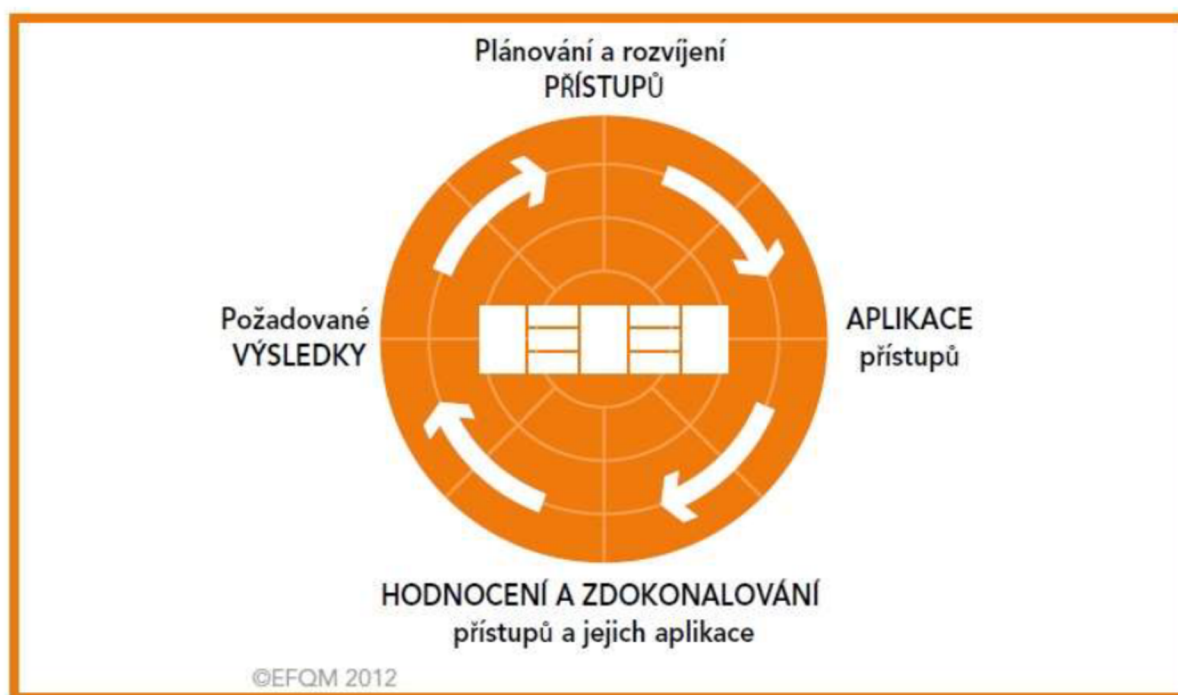 Plánování a rozvíjení
PŘÍSTUPŮ
Požadované
VÝSLEDKY
APLIKACE
přístupů
HODNOCENÍ A ZDOKONALOVÁNÍ
přístupů a jejich aplikace
©EFQM 2012